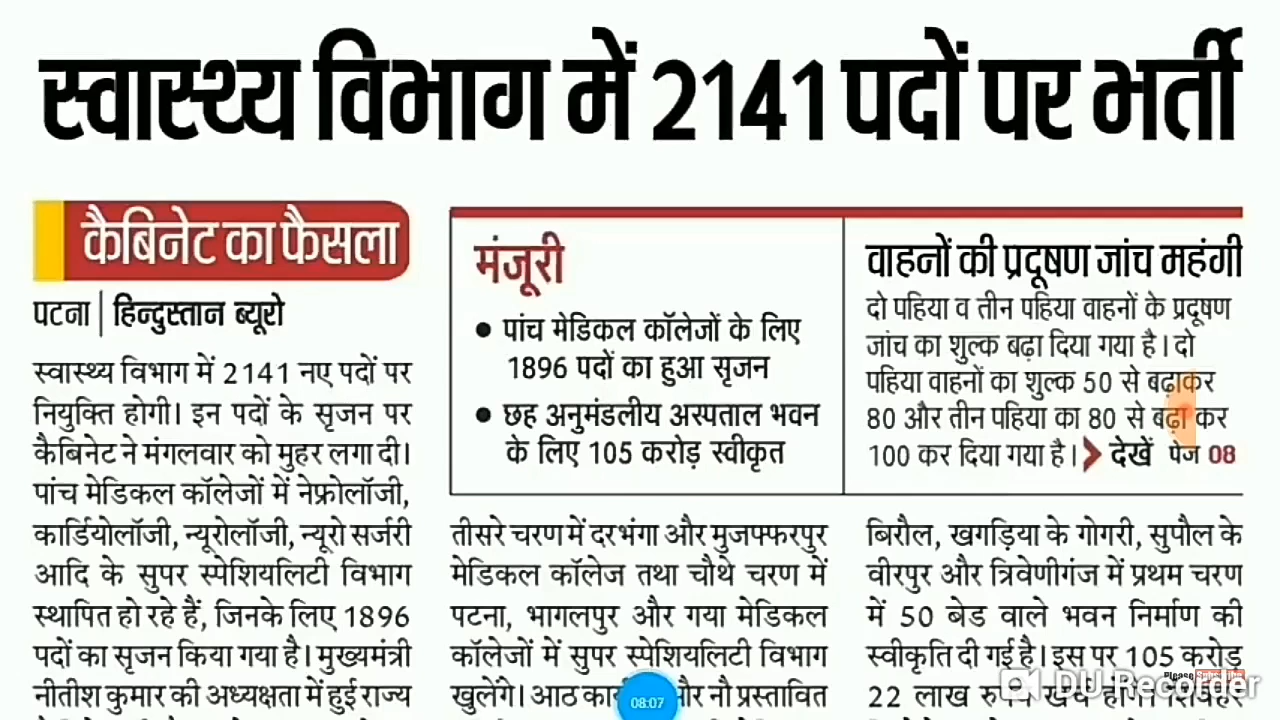 स्वास्थ्य विभाग में 2141 पदों पर भर्ती
कैबिनेट का फैसला
पटना | हिन्दुस्तान ब्यूरो
स्वास्थ्य विभाग में 2141 नए पदों पर
नियुक्ति होगी। इन पदों के सृजन पर
कैबिनेट ने मंगलवार को मुहर लगा दी।
पांच मेडिकल कॉलेजों में नेफ्रोलॉजी,
कार्डियोलॉजी, न्यूरोलॉजी, न्यूरो सर्जरी
आदि के सुपर स्पेशियलिटी विभाग
स्थापित हो रहे हैं, जिनके लिए 1896
पदों का सृजन किया गया है। मुख्यमंत्री
नीतीश कुमार की अध्यक्षता में हुई राज्य
मंजूरी
● पांच मेडिकल कॉलेजों के लिए
1896 पदों का हुआ सृजन
● छह अनुमंडलीय अस्पताल भवन
के लिए 105 करोड़ स्वीकृत
वाहनों की प्रदूषण जांच महंगी
दो पहिया व तीन पहिया वाहनों के प्रदूषण
जांच का शुल्क बढ़ा दिया गया है। दो
पहिया वाहनों का शुल्क 50 से बढ़ाकर
80 और तीन पहिया का 80 से बढ़ा कर
100 कर दिया गया है। देखें पेज 08
तीसरे चरण में दरभंगा और मुजफ्फरपुर
मेडिकल कॉलेज तथा चौथे चरण में
पटना, भागलपुर और गया मेडिकल
कॉलेजों में सुपर स्पेशियलिटी विभाग
खुलेंगे। आठ और नौ प्रस्तावित
बिरौल, खगड़िया के गोगरी, सुपौल के
वीरपुर और त्रिवेणीगंज में प्रथम चरण
में 50 बेड वाले भवन निर्माण की
स्वीकृति दी गई है। इस पर 105 करोड़
22 लाख
08:07
Please Subscribe
DU Recorder